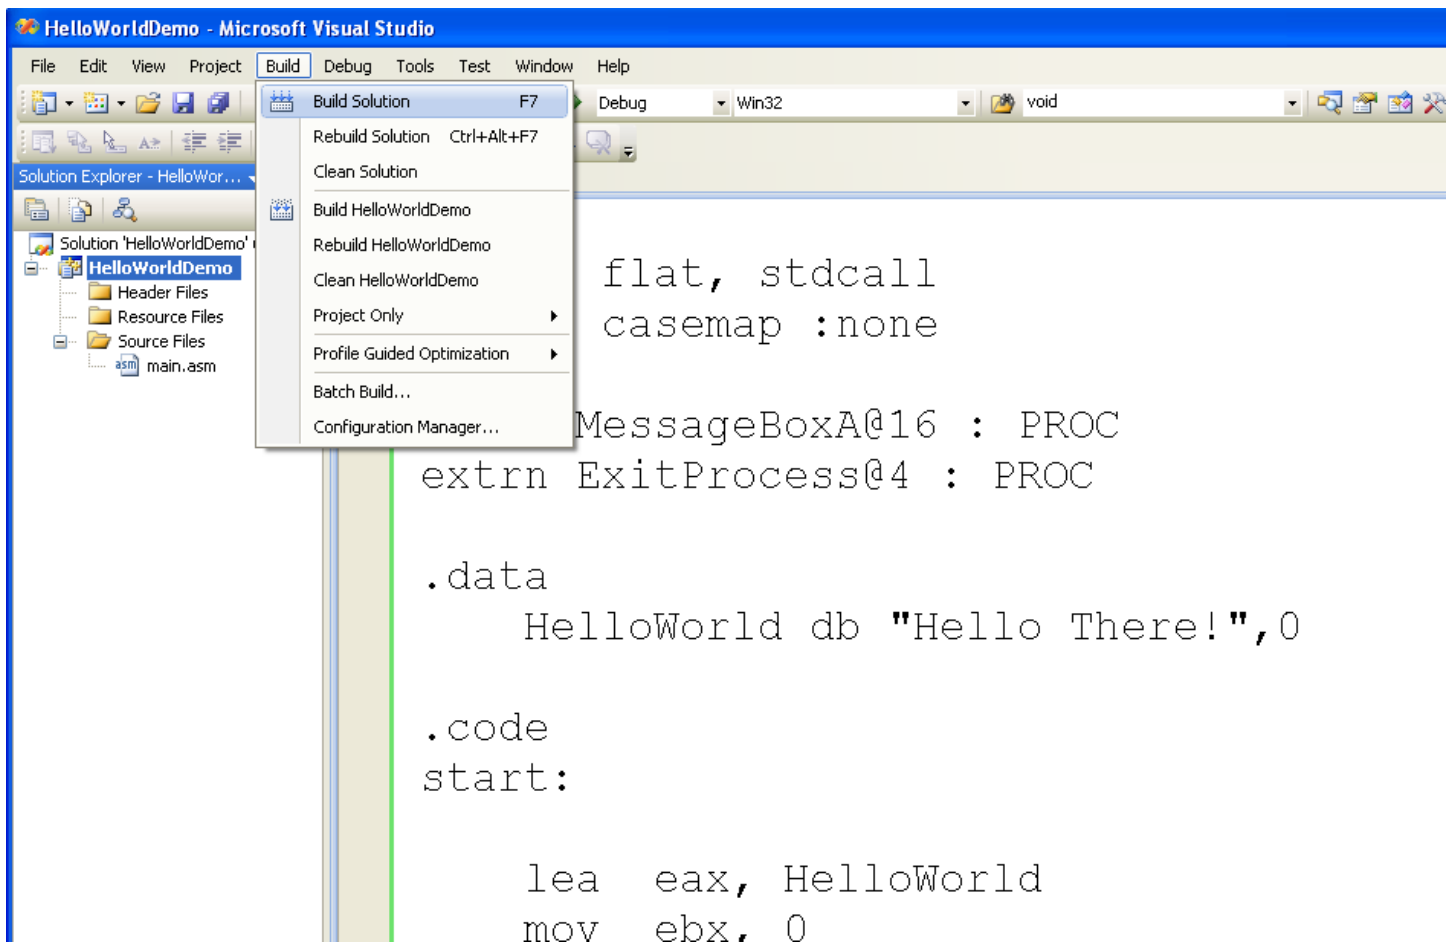 HelloWorldDemo - Microsoft Visual Studio
File Edit View Project Build Debug Tools Test Window Help
Build Solution F7
Debug Win32 void
Rebuild Solution Ctrl+Alt+F7
Clean Solution
Solution Explorer - HelloWor...
Build HelloWorldDemo
Rebuild HelloWorldDemo
Clean HelloWorldDemo
Project Only
Profile Guided Optimization
Batch Build...
Configuration Manager...
Solution 'HelloWorldDemo'
HelloWorldDemo
Header Files
Resource Files
Source Files
asm main.asm
flat, stdcall
casemap :none
MessageBoxA@16 : PROC
extrn ExitProcess@4 : PROC
.data
HelloWorld db "Hello There!",0
.code
start:
lea eax, HelloWorld
mov ebx, 0